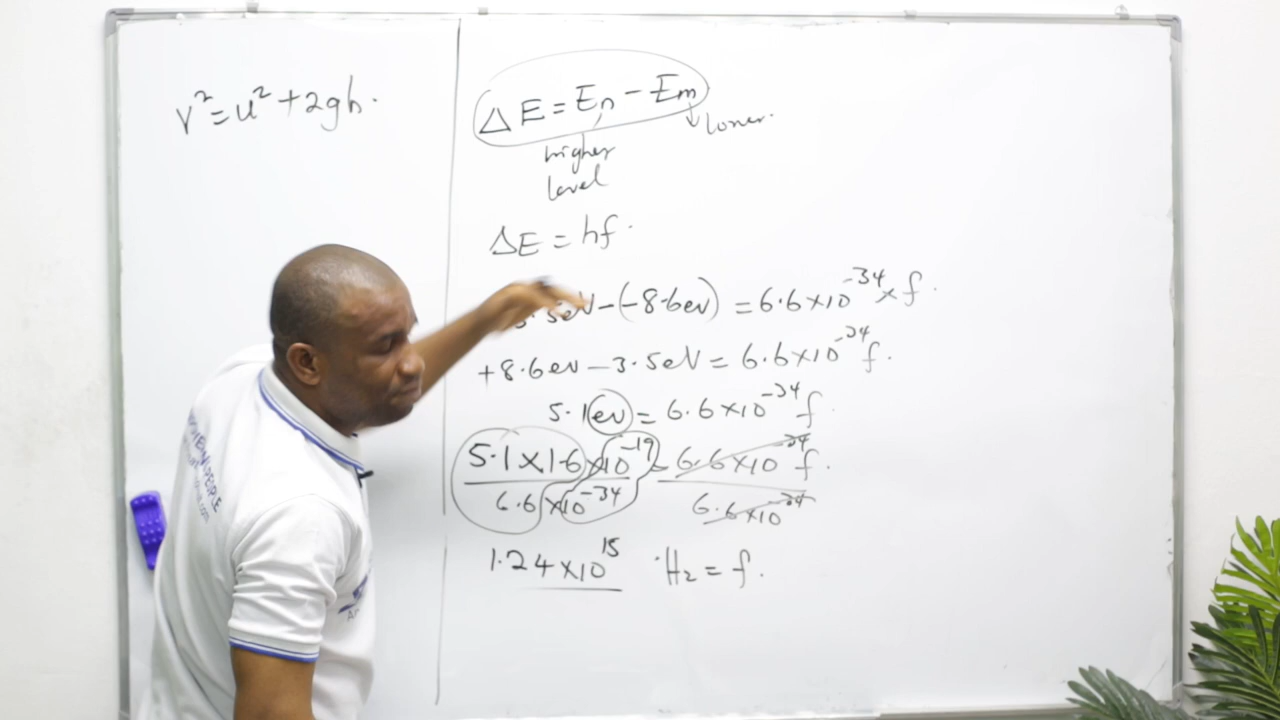 v² = u² + 2gh.
ΔE = En − Em
↓ lower.
higher
level
ΔE = hf.
3.5eV − (−8.6ev) = 6.6×10⁻³⁴ × f.
+8.6ev − 3.5eV = 6.6×10⁻³⁴ f.
5.1ev = 6.6×10⁻³⁴ f
5.1 × 1.6 ×10⁻¹⁹ = 6.6×10⁻³⁴ f.
6.6 ×10⁻³⁴ 6.6×10⁻³⁴
1.24 ×10¹⁵ Hz = f.